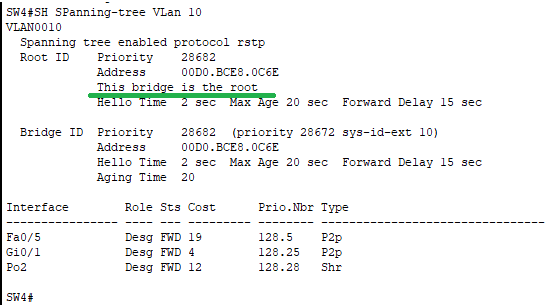 SW4#SH SPanning-tree VLan 10
VLAN0010
  Spanning tree enabled protocol rstp
  Root ID    Priority    28682
             Address     00D0.BCE8.0C6E
             This bridge is the root
             Hello Time  2 sec  Max Age 20 sec  Forward Delay 15 sec

  Bridge ID  Priority    28682  (priority 28672 sys-id-ext 10)
             Address     00D0.BCE8.0C6E
             Hello Time  2 sec  Max Age 20 sec  Forward Delay 15 sec
             Aging Time  20

Interface        Role Sts Cost      Prio.Nbr Type
---------------- ---- --- --------- -------- --------------------------------
Fa0/5            Desg FWD 19        128.5    P2p
Gi0/1            Desg FWD 4         128.25   P2p
Po2              Desg FWD 12        128.28   Shr

SW4#